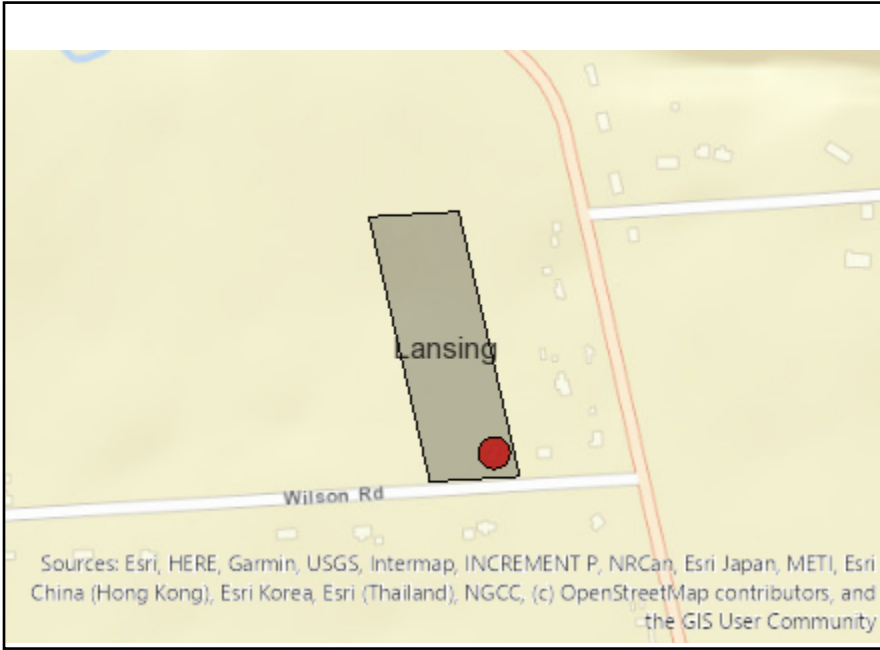 Lansing
Wilson Rd
Sources: Esri, HERE, Garmin, USGS, Intermap, INCREMENT P, NRCan, Esri Japan, METI, Esri
China (Hong Kong), Esri Korea, Esri (Thailand), NGCC, (c) OpenStreetMap contributors, and
the GIS User Community